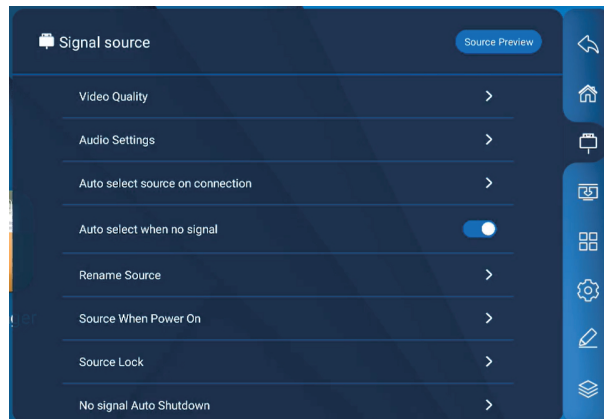 Signal source
Source Preview
Video Quality
Audio Settings
Auto select source on connection
Auto select when no signal
Rename Source
Source When Power On
Source Lock
No signal Auto Shutdown